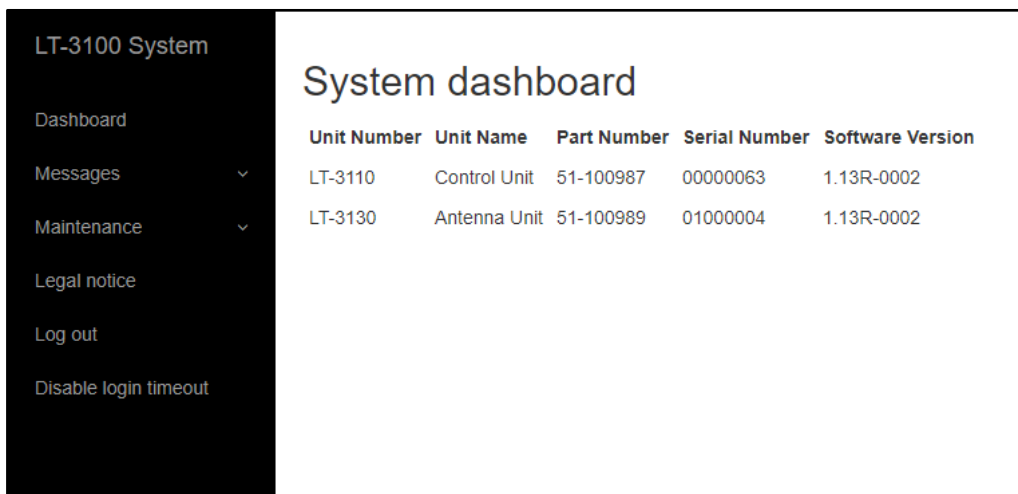 LT-3100 System
Dashboard
Messages
Maintenance
Legal notice
Log out
Disable login timeout
System dashboard
Unit Number Unit Name Part Number Serial Number Software Version
LT-3110 Control Unit 51-100987 00000063 1.13R-0002
LT-3130 Antenna Unit 51-100989 01000004 1.13R-0002